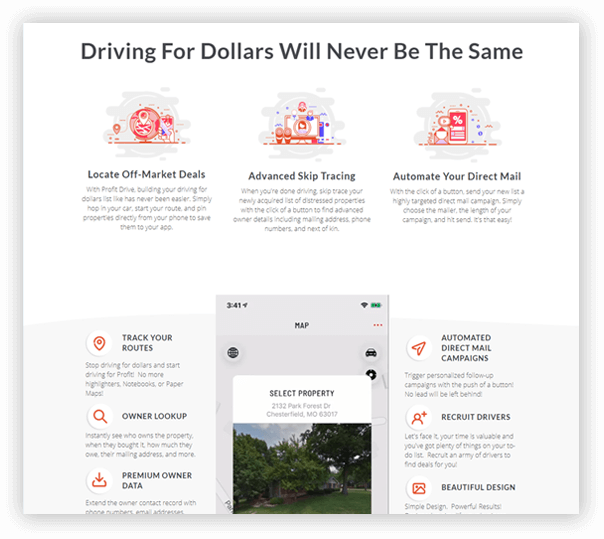 Driving For Dollars Will Never Be The Same
Locate Off-Market Deals
With Profit Drive, building your driving for
dollars list like has never been easier. Simply
hop in your car, start your route, and pin
properties directly from your phone to save
them to your app.
Advanced Skip Tracing
When you're done driving, skip trace your
newly acquired list of distressed properties
with the click of a button to find advanced
owner details including mailing address, phone
numbers, and next of kin.
Automate Your Direct Mail
With the click of a button, send your new list a
highly targeted direct mail campaign. Simply
choose the mailer, the length of your
campaign, and hit send. It's that easy!
TRACK YOUR
ROUTES
Stop driving for dollars and start
driving for Profit! No more
highlighters, Notebooks, or Paper
Maps!
OWNER LOOKUP
Instantly see who owns the property,
when they bought it, how much they
owe, their mailing address, and more.
PREMIUM OWNER
DATA
Extend the owner contact record with
phone numbers, email addresses
3:41
MAP
SELECT PROPERTY
2132 Park Forest Dr
Chesterfield, MO 63017
AUTOMATED
DIRECT MAIL
CAMPAIGNS
Trigger personalized follow-up
campaigns with the push of a button!
No lead will be left behind!
RECRUIT DRIVERS
Let's face it, your time is valuable and
you've got plenty of things on your to-
do list. Recruit an army of drivers to
find deals for you!
BEAUTIFUL DESIGN
Simple Design. Powerful Results!